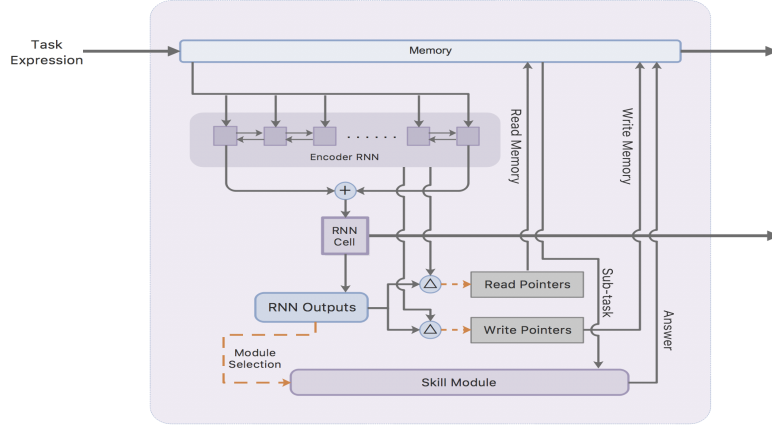 Task
Expression
Memory
Encoder RNN
Read Memory
Write Memory
+
RNN
Cell
Sub-task
Read Pointers
△
RNN Outputs
Answer
Write Pointers
△
Module
Selection
Skill Module